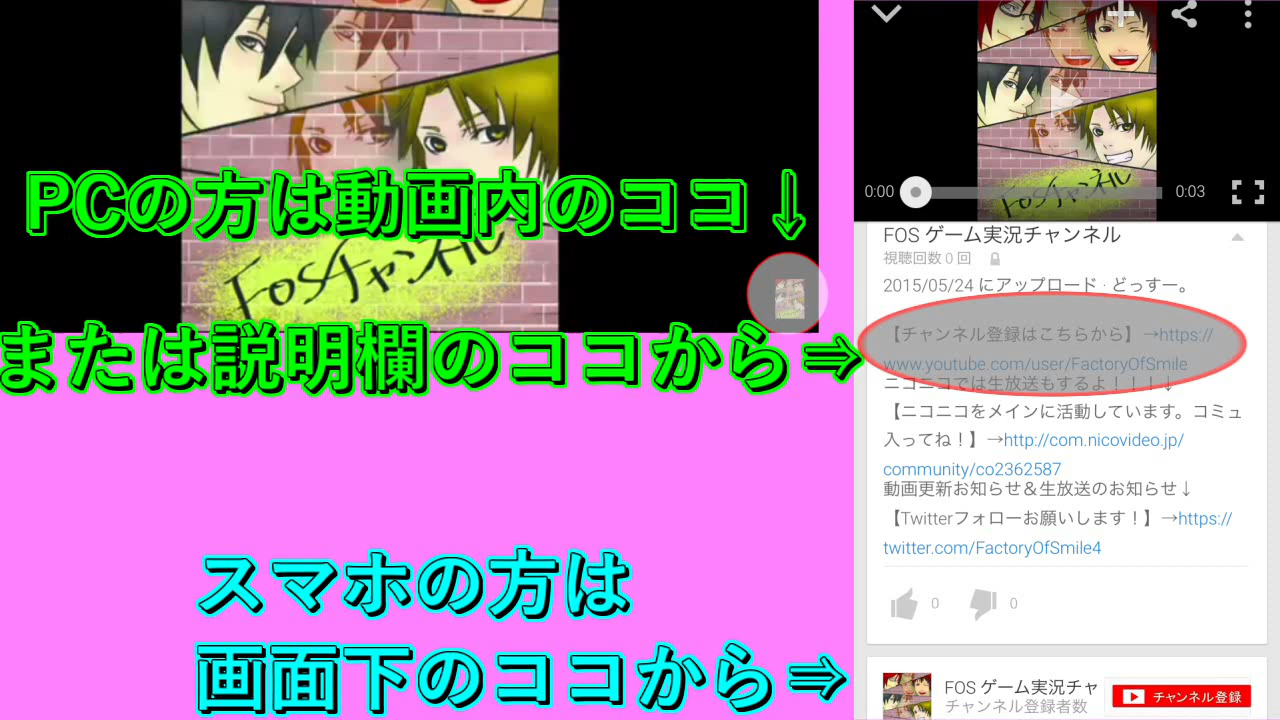 PCの方は動画内のココ↓
FOSチャンネル
または説明欄のココから⇒
スマホの方は
画面下のココから⇒
FOSチャンネル
0:00
0:03
FOS ゲーム実況チャンネル
視聴回数 0 回
2015/05/24 にアップロード · どっすー。
【チャンネル登録はこちらから】→https://
www.youtube.com/user/FactoryOfSmile
ニコニコでは生放送もするよ！！！↓
【ニコニコをメインに活動しています。コミュ
入ってね！】→http://com.nicovideo.jp/
community/co2362587
動画更新お知らせ＆生放送のお知らせ↓
【Twitterフォローお願いします！】→https://
twitter.com/FactoryOfSmile4
0
0
FOS ゲーム実況チャ
チャンネル登録者数
チャンネル登録